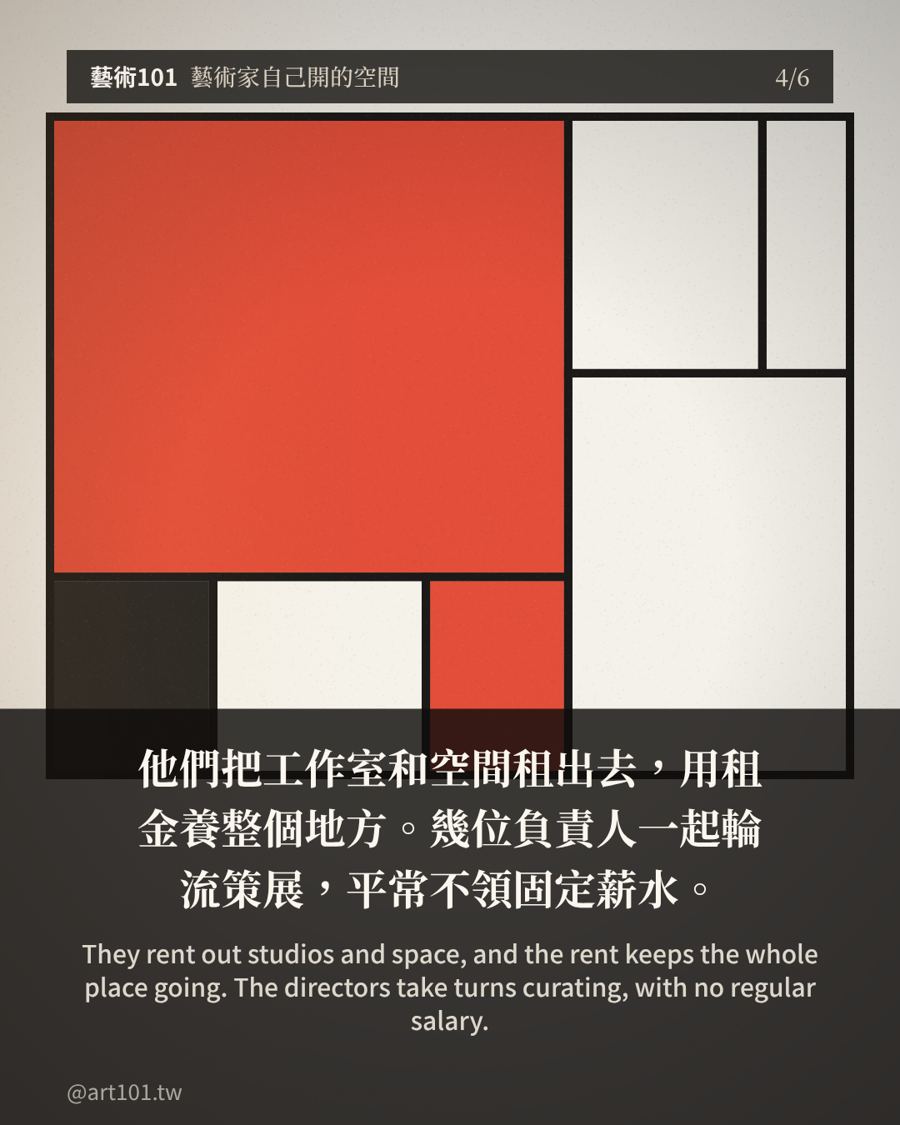 藝術101 藝術家自己開的空間 4/6
他們把工作室和空間租出去，用租
金養整個地方。幾位負責人一起輪
流策展，平常不領固定薪水。
They rent out studios and space, and the rent keeps the whole
place going. The directors take turns curating, with no regular
salary.
@art101.tw